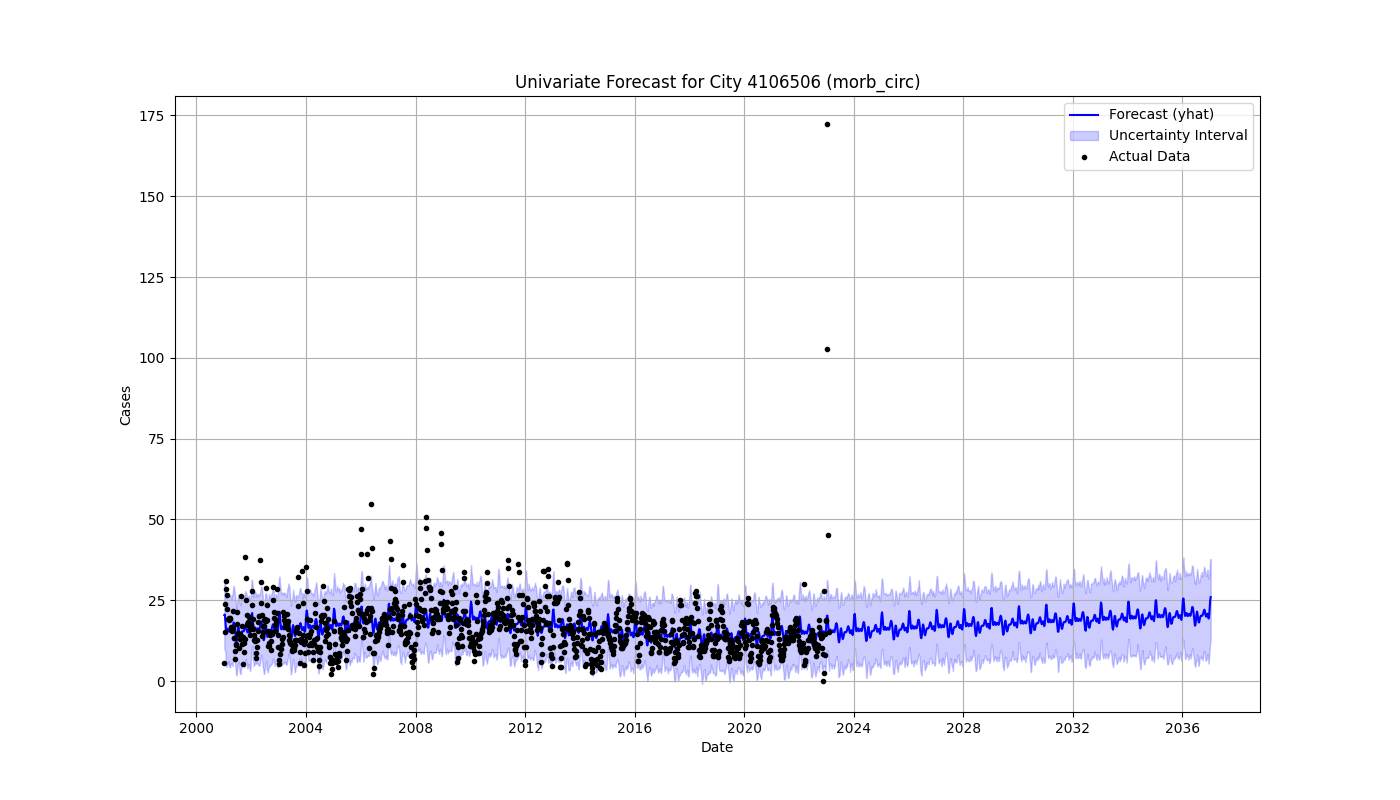 Univariate Forecast for City 4106506 (morb_circ)
Forecast (yhat)
Uncertainty Interval
Actual Data
Cases
175
150
125
100
75
50
25
0
2000 2004 2008 2012 2016 2020 2024 2028 2032 2036
Date